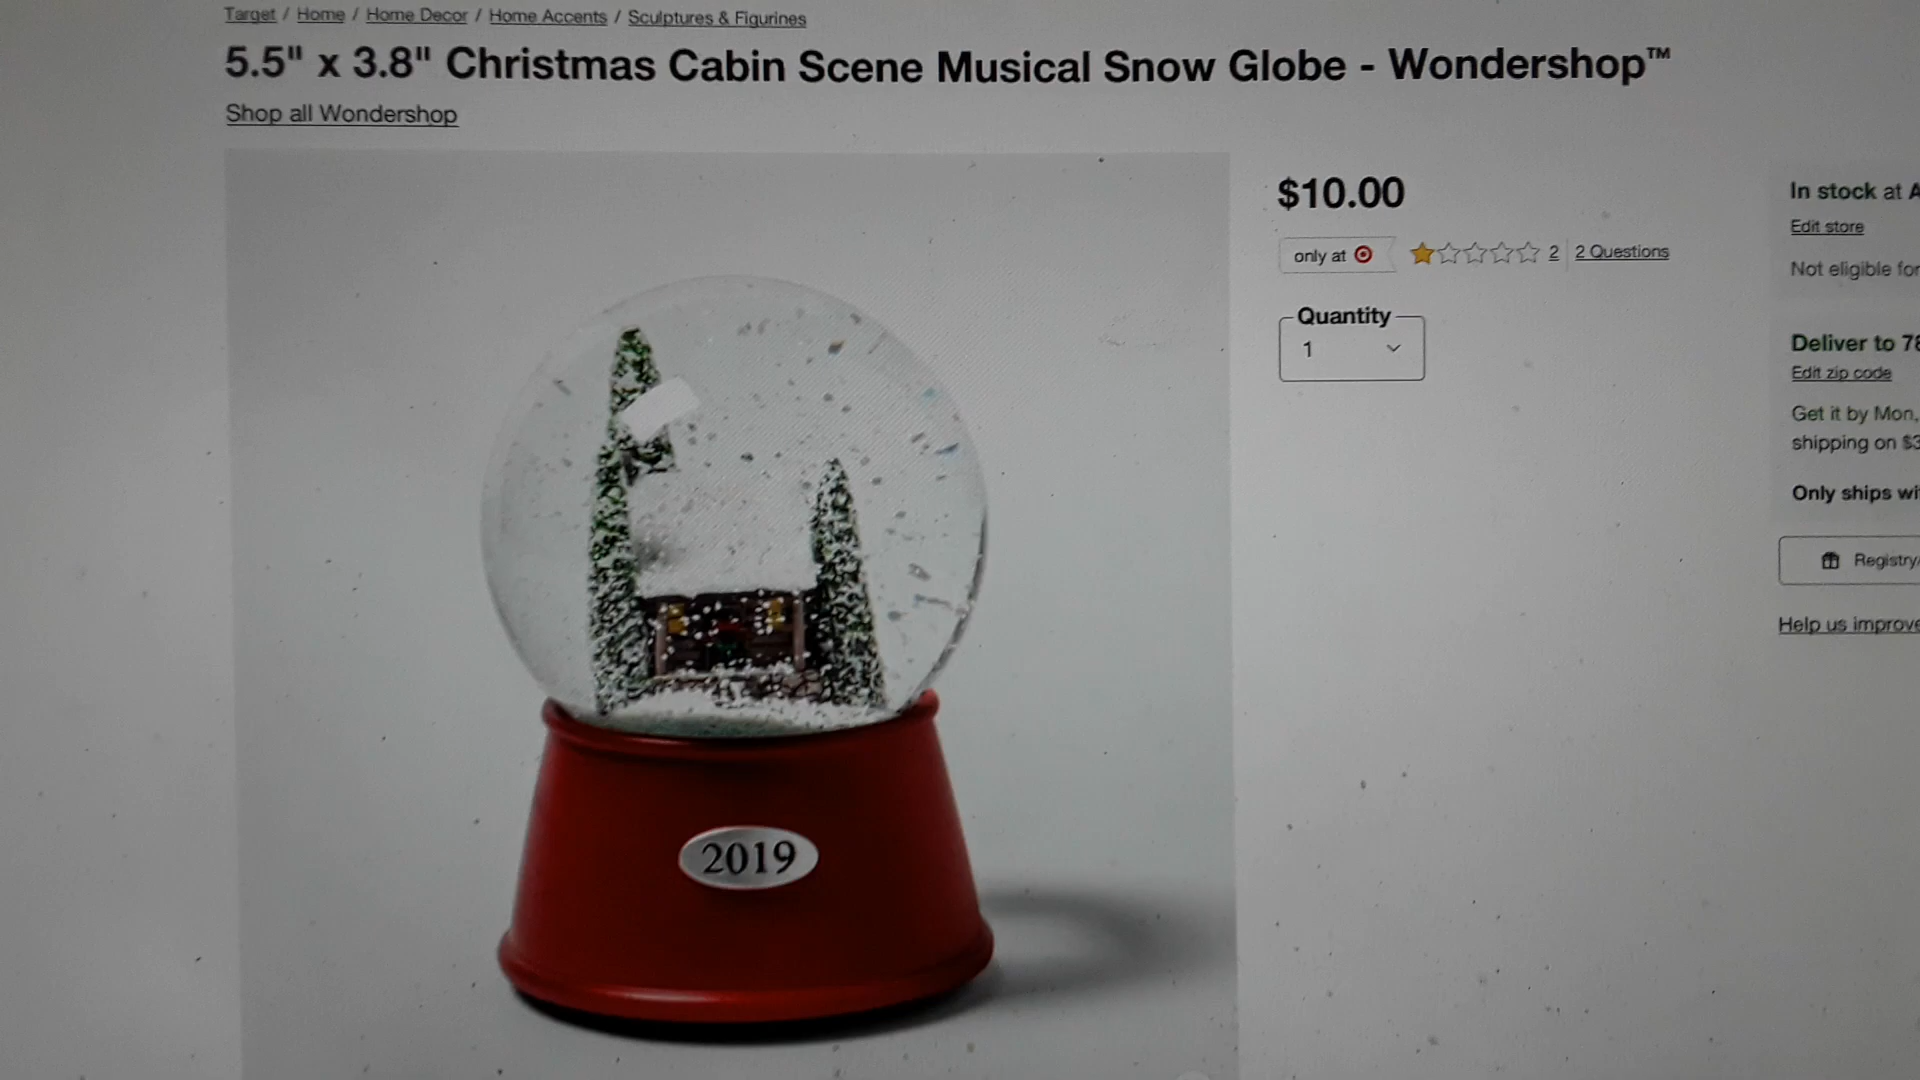 Target / Home / Home Decor / Home Accents / Sculptures & Figurines
5.5" x 3.8" Christmas Cabin Scene Musical Snow Globe - Wondershop™
Shop all Wondershop
$10.00
only at
2
2 Questions
Quantity
1
In stock at A
Edit store
Not eligible for
Deliver to 78
Edit zip code
Get it by Mon,
shipping on $3
Only ships wi
Registry/
Help us improve
2019